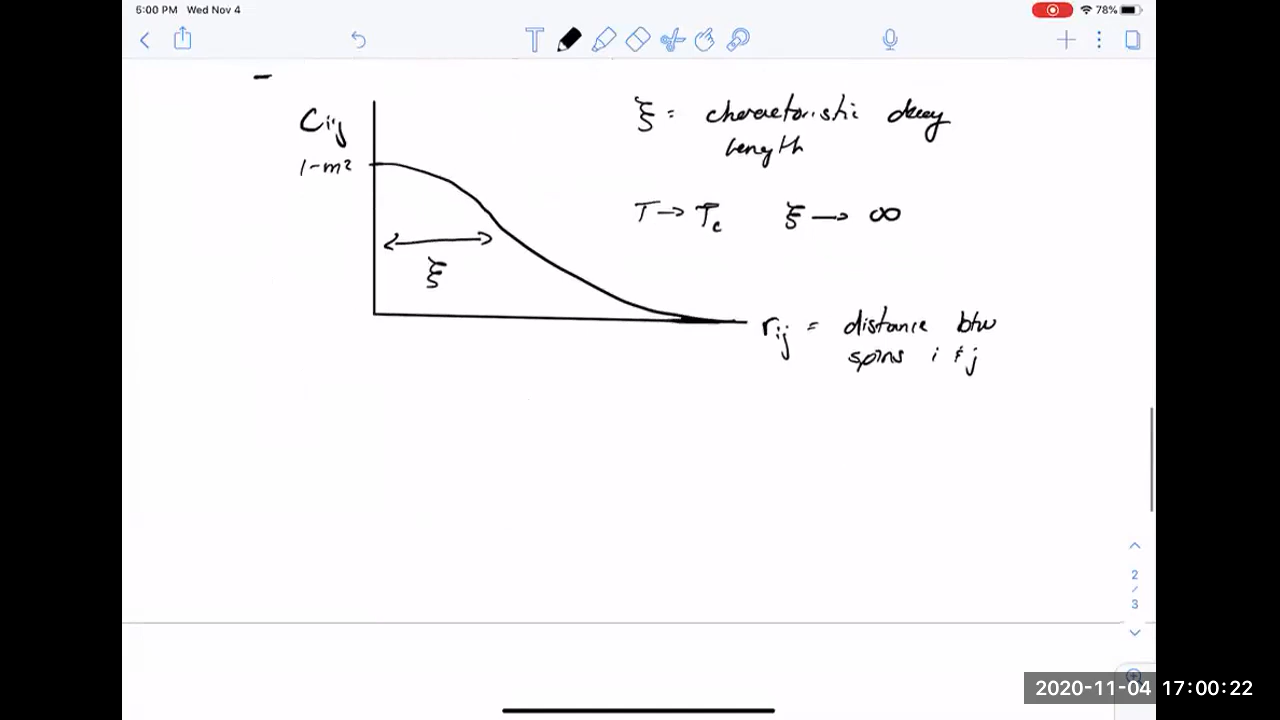 6:00 PM Wed Nov 4
78%
T
Cij
1-m²
ξ = characteristic decay
length
T → Tc ξ → ∞
ξ
rij = distance btw
spins i & j
2
/
3
2020-11-04 17:00:22